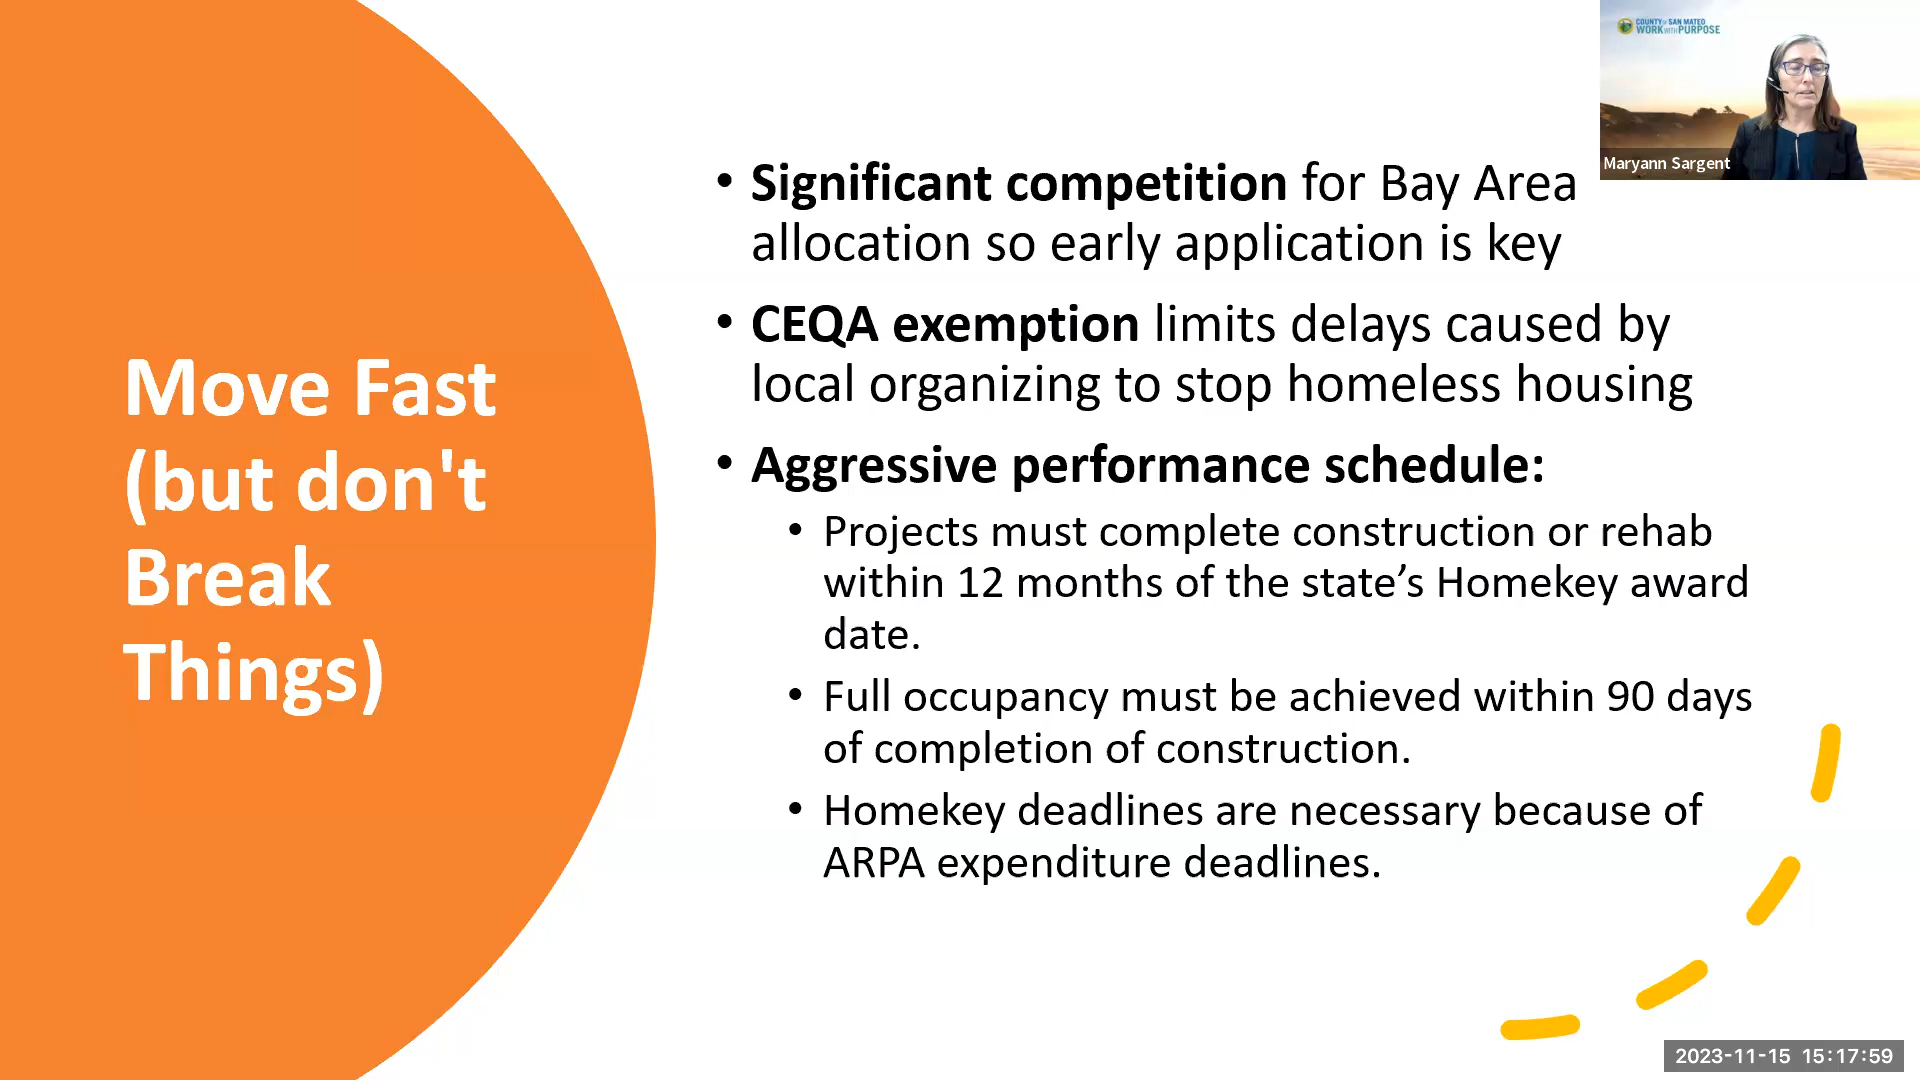 COUNTY OF SAN MATEO
WORK WITH PURPOSE
Maryann Sargent
Move Fast
(but don't
Break
Things)
• Significant competition for Bay Area
allocation so early application is key
• CEQA exemption limits delays caused by
local organizing to stop homeless housing
• Aggressive performance schedule:
• Projects must complete construction or rehab
within 12 months of the state’s Homekey award
date.
• Full occupancy must be achieved within 90 days
of completion of construction.
• Homekey deadlines are necessary because of
ARPA expenditure deadlines.
2023-11-15 15:17:59